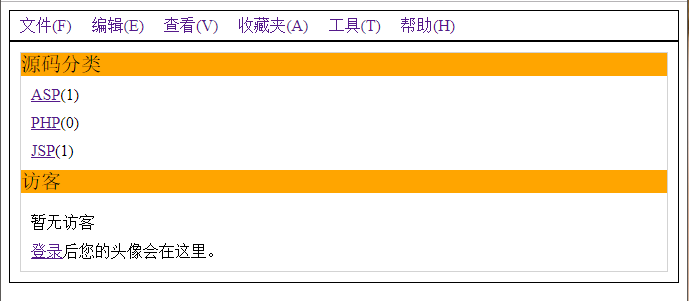 文件(F) 编辑(E) 查看(V) 收藏夹(A) 工具(T) 帮助(H)
源码分类
ASP(1)
PHP(0)
JSP(1)
访客
暂无访客
登录后您的头像会在这里。